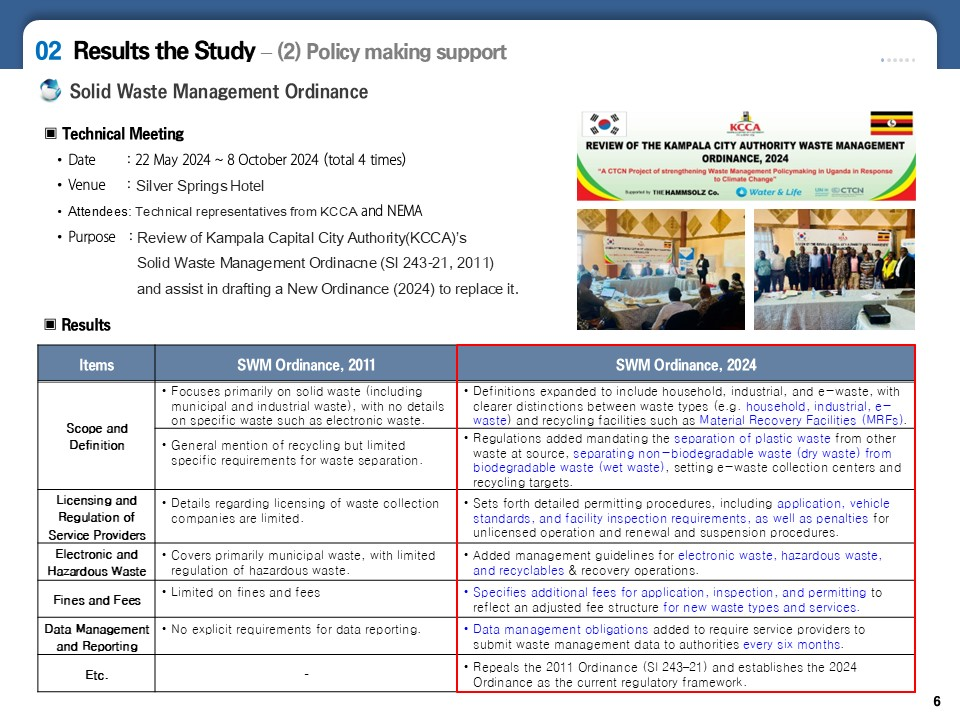 02 Results the Study – (2) Policy making support
Solid Waste Management Ordinance
▣ Technical Meeting
• Date : 22 May 2024 ~ 8 October 2024 (total 4 times)
• Venue : Silver Springs Hotel
• Attendees: Technical representatives from KCCA and NEMA
• Purpose : Review of Kampala Capital City Authority(KCCA)'s
Solid Waste Management Ordinacne (SI 243-21, 2011)
and assist in drafting a New Ordinance (2024) to replace it.
KCCA
REVIEW OF THE KAMPALA CITY AUTHORITY WASTE MANAGEMENT
ORDINANCE, 2024
"A CTCN Project of strengthening Waste Management Policymaking in Uganda in Response
to Climate Change"
Supported by THE HAMMSOLZ Co. Water & Life CTCN
▣ Results
Items
SWM Ordinance, 2011
SWM Ordinance, 2024
Scope and
Definition
• Focuses primarily on solid waste (including
municipal and industrial waste), with no details
on specific waste such as electronic waste.
• Definitions expanded to include household, industrial, and e-waste, with
clearer distinctions between waste types (e.g. household, industrial, e-
waste) and recycling facilities such as Material Recovery Facilities (MRFs).
• General mention of recycling but limited
specific requirements for waste separation.
• Regulations added mandating the separation of plastic waste from other
waste at source, separating non-biodegradable waste (dry waste) from
biodegradable waste (wet waste), setting e-waste collection centers and
recycling targets.
Licensing and
Regulation of
Service Providers
• Details regarding licensing of waste collection
companies are limited.
• Sets forth detailed permitting procedures, including application, vehicle
standards, and facility inspection requirements, as well as penalties for
unlicensed operation and renewal and suspension procedures.
Electronic and
Hazardous Waste
• Covers primarily municipal waste, with limited
regulation of hazardous waste.
• Added management guidelines for electronic waste, hazardous waste,
and recyclables & recovery operations.
Fines and Fees
• Limited on fines and fees
• Specifies additional fees for application, inspection, and permitting to
reflect an adjusted fee structure for new waste types and services.
Data Management
and Reporting
• No explicit requirements for data reporting.
• Data management obligations added to require service providers to
submit waste management data to authorities every six months.
Etc.
-
• Repeals the 2011 Ordinance (SI 243–21) and establishes the 2024
Ordinance as the current regulatory framework.
6